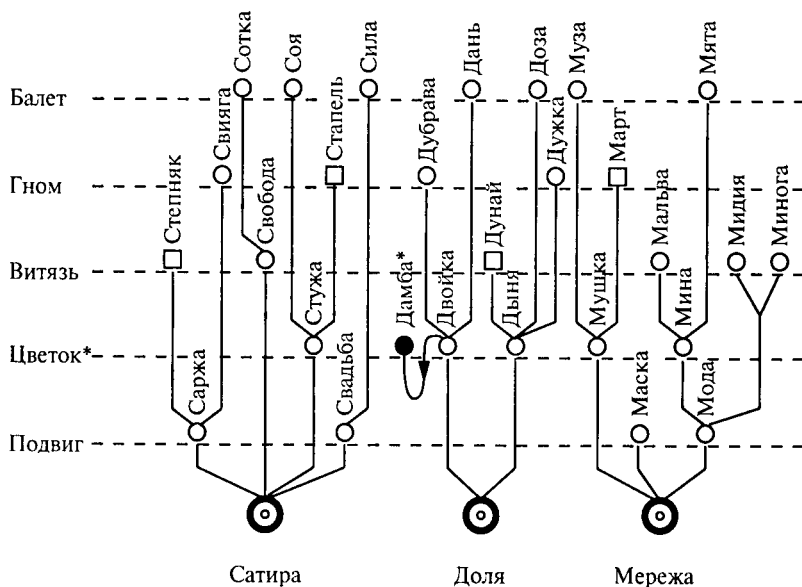 Сотка
Соя
Сила
Дань
Доза
Муза
Мята
Балет
Свияга
Стапель
Дубрава
Дужка
Март
Гном
Степняк
Свобода
Дунай
Мальва
Мидия
Минога
Витязь
Стужа
Дамба*
Двойка
Дыня
Мушка
Мина
Цветок*
Саржа
Свадьба
Маска
Мода
Подвиг
Сатира
Доля
Мережа